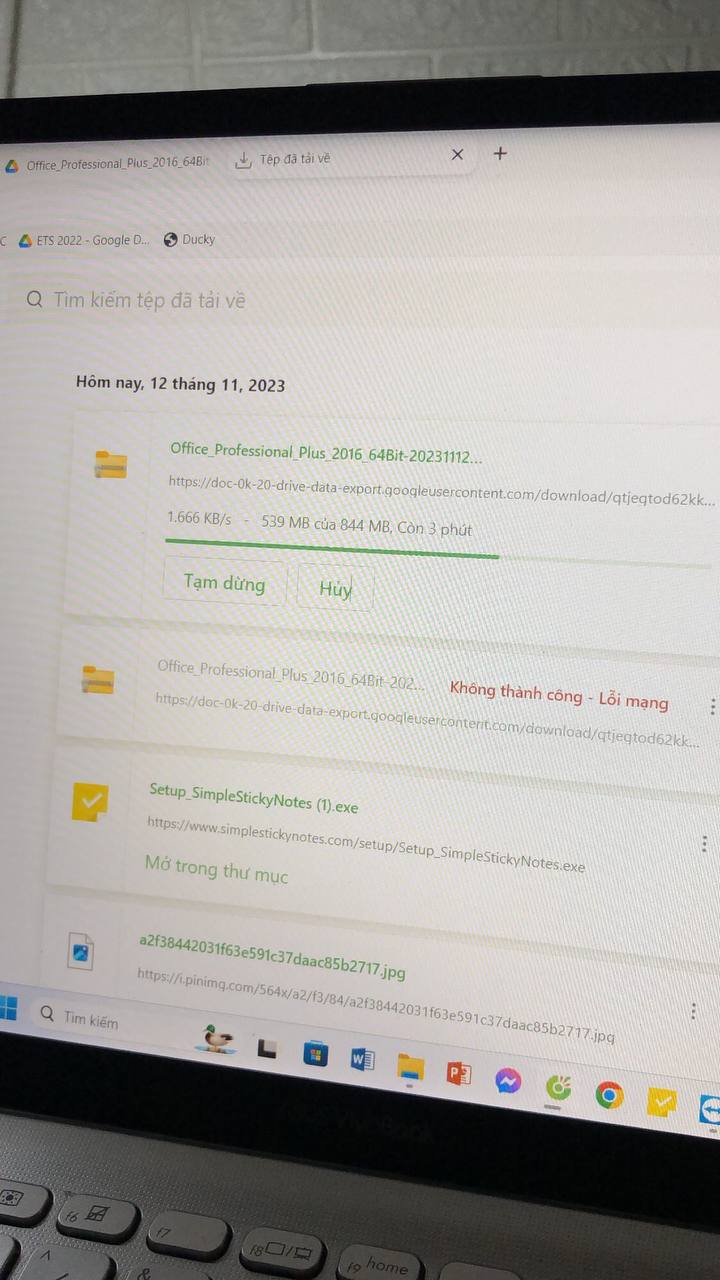 Office_Professional_Plus_2016_64Bit
Tệp đã tải về
C
ETS 2022 - Google D...
Ducky
Tìm kiếm tệp đã tải về
Hôm nay, 12 tháng 11, 2023
Office_Professional_Plus_2016_64Bit-20231112...
https://doc-0k-20-drive-data-export.googleusercontent.com/download/qtjeqtod62kk...
1.666 KB/s - 539 MB của 844 MB, Còn 3 phút
Tạm dừng
Hủy
Office_Professional_Plus_2016_64Bit-202...
Không thành công - Lỗi mạng
https://doc-0k-20-drive-data-export.googleusercontent.com/download/qtjeqtod62kk...
Setup_SimpleStickyNotes (1).exe
https://www.simplestickynotes.com/setup/Setup_SimpleStickyNotes.exe
Mở trong thư mục
a2f38442031f63e591c37daac85b2717.jpg
https://i.pinimg.com/564x/a2/f3/84/a2f38442031f63e591c37daac85b2717.jpg
Tìm kiếm
f6
f7
f8
f9 home
&